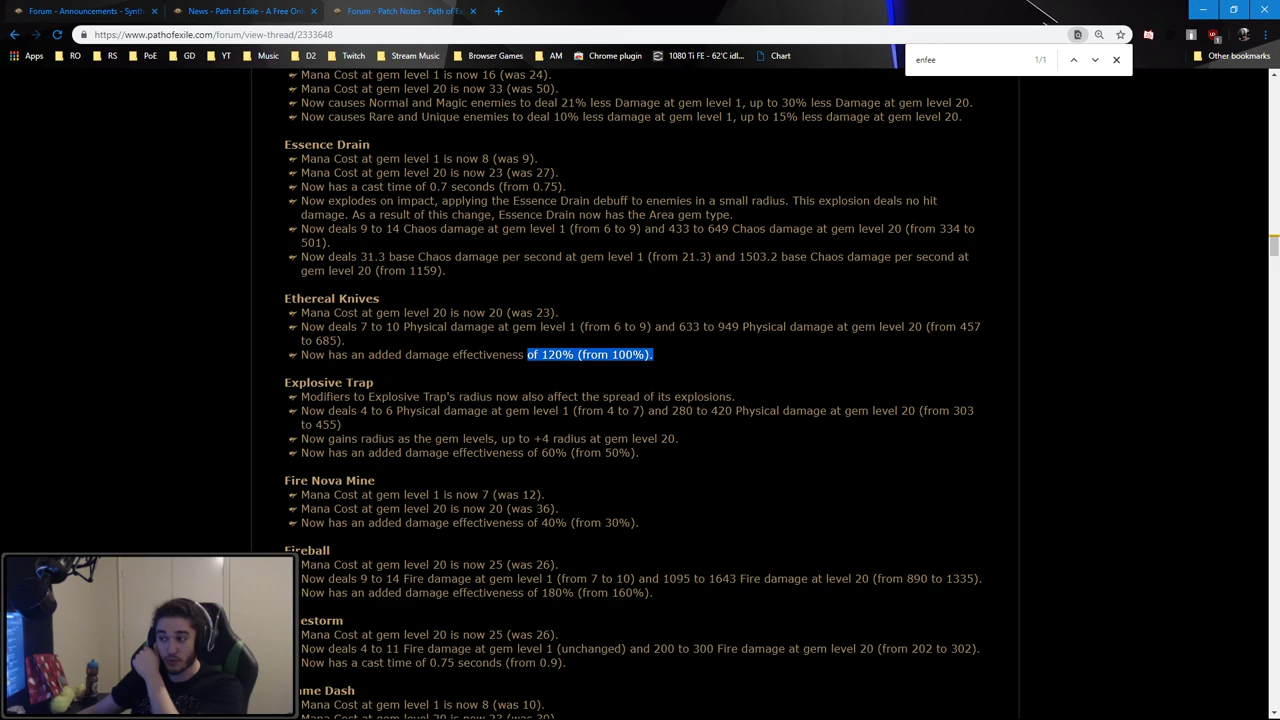 Forum - Announcements - Synth
News - Path of Exile - A Free Onl
Forum - Patch Notes - Path of E
https://www.pathofexile.com/forum/view-thread/2333648
Apps RO RS PoE GD YT Music D2 Twitch Stream Music Browser Games AM Chrome plugin 1080 Ti FE - 62°C idl... Chart Other bookmarks
enfee 1/1
Mana Cost at gem level 1 is now 16 (was 24).
Mana Cost at gem level 20 is now 33 (was 50).
Now causes Normal and Magic enemies to deal 21% less Damage at gem level 1, up to 30% less Damage at gem level 20.
Now causes Rare and Unique enemies to deal 10% less damage at gem level 1, up to 15% less damage at gem level 20.
Essence Drain
Mana Cost at gem level 1 is now 8 (was 9).
Mana Cost at gem level 20 is now 23 (was 27).
Now has a cast time of 0.7 seconds (from 0.75).
Now explodes on impact, applying the Essence Drain debuff to enemies in a small radius. This explosion deals no hit
damage. As a result of this change, Essence Drain now has the Area gem type.
Now deals 9 to 14 Chaos damage at gem level 1 (from 6 to 9) and 433 to 649 Chaos damage at gem level 20 (from 334 to
501).
Now deals 31.3 base Chaos damage per second at gem level 1 (from 21.3) and 1503.2 base Chaos damage per second at
gem level 20 (from 1159).
Ethereal Knives
Mana Cost at gem level 20 is now 20 (was 23).
Now deals 7 to 10 Physical damage at gem level 1 (from 6 to 9) and 633 to 949 Physical damage at gem level 20 (from 457
to 685).
Now has an added damage effectiveness of 120% (from 100%).
Explosive Trap
Modifiers to Explosive Trap's radius now also affect the spread of its explosions.
Now deals 4 to 6 Physical damage at gem level 1 (from 4 to 7) and 280 to 420 Physical damage at gem level 20 (from 303
to 455)
Now gains radius as the gem levels, up to +4 radius at gem level 20.
Now has an added damage effectiveness of 60% (from 50%).
Fire Nova Mine
Mana Cost at gem level 1 is now 7 (was 12).
Mana Cost at gem level 20 is now 20 (was 36).
Now has an added damage effectiveness of 40% (from 30%).
Fireball
Mana Cost at gem level 20 is now 25 (was 26).
Now deals 9 to 14 Fire damage at gem level 1 (from 7 to 10) and 1095 to 1643 Fire damage at level 20 (from 890 to 1335).
Now has an added damage effectiveness of 180% (from 160%).
estorm
Mana Cost at gem level 20 is now 25 (was 26).
Now deals 4 to 11 Fire damage at gem level 1 (unchanged) and 200 to 300 Fire damage at gem level 20 (from 202 to 302).
Now has a cast time of 0.75 seconds (from 0.9).
ame Dash
Mana Cost at gem level 1 is now 8 (was 10).
Mana Cost at gem level 20 is now 23 (was 30).